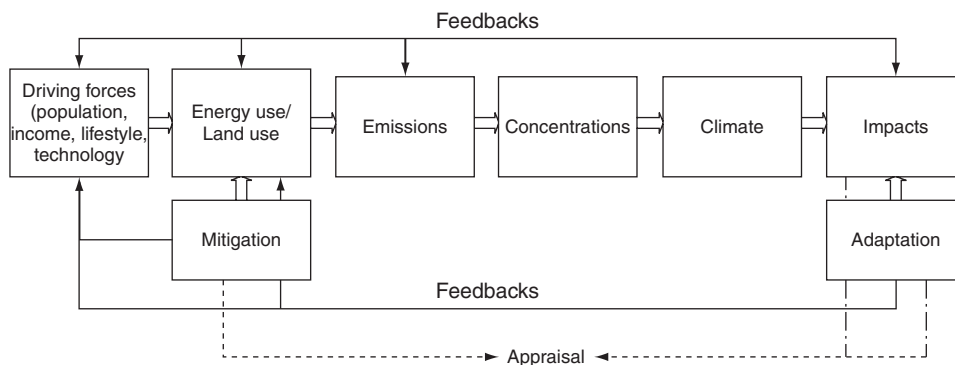 Feedbacks
Driving forces
(population,
income, lifestyle,
technology
Energy use/
Land use
Emissions
Concentrations
Climate
Impacts
Mitigation
Adaptation
Feedbacks
Appraisal